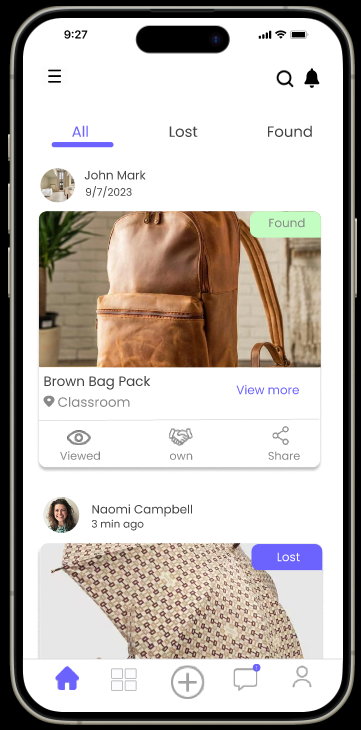 9:27
All Lost Found
John Mark
9/7/2023
Found
Brown Bag Pack
View more
Classroom
Viewed own Share
Naomi Campbell
3 min ago
Lost